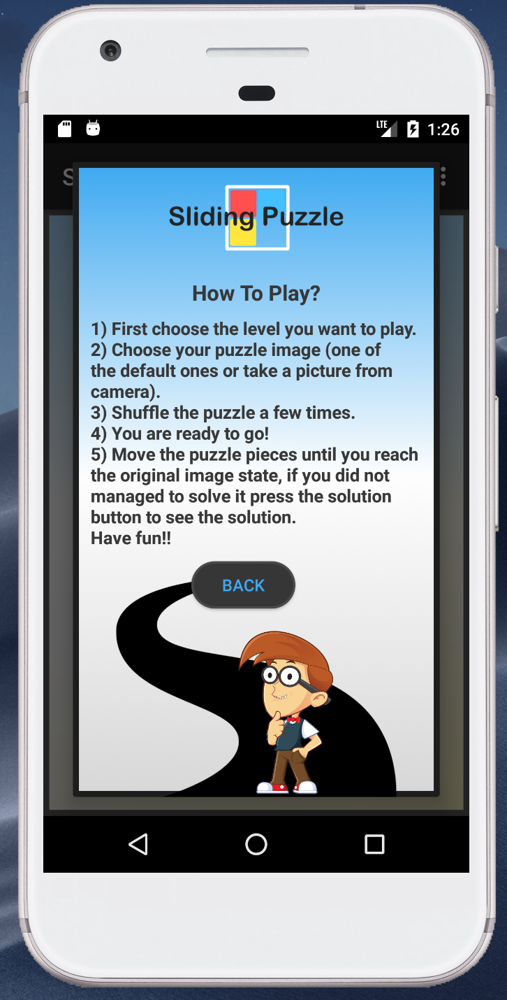 LTE 1:26
S
Sliding Puzzle
How To Play?
1) First choose the level you want to play.
2) Choose your puzzle image (one of
the default ones or take a picture from
camera).
3) Shuffle the puzzle a few times.
4) You are ready to go!
5) Move the puzzle pieces until you reach
the original image state, if you did not
managed to solve it press the solution
button to see the solution.
Have fun!!
BACK